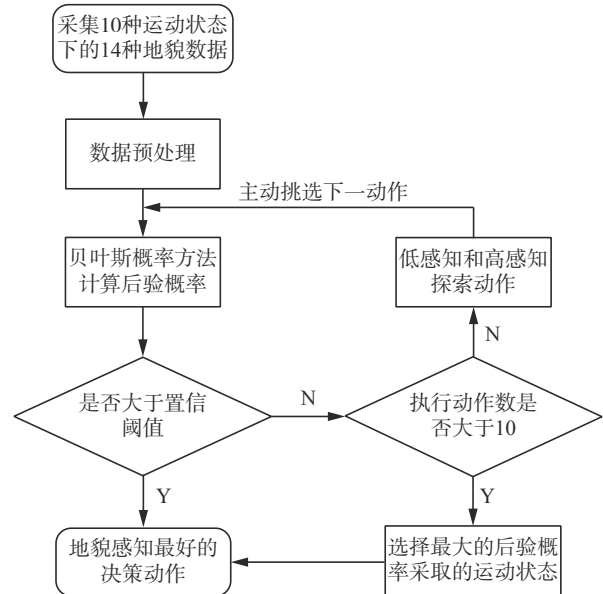 采集10种运动状态
下的14种地貌数据
数据预处理
主动挑选下一动作
贝叶斯概率方法
计算后验概率
低感知和高感知
探索动作
N
是否大于置信
阈值
N
执行动作数是
否大于10
Y
Y
地貌感知最好的
决策动作
选择最大的后验概
率采取的运动状态